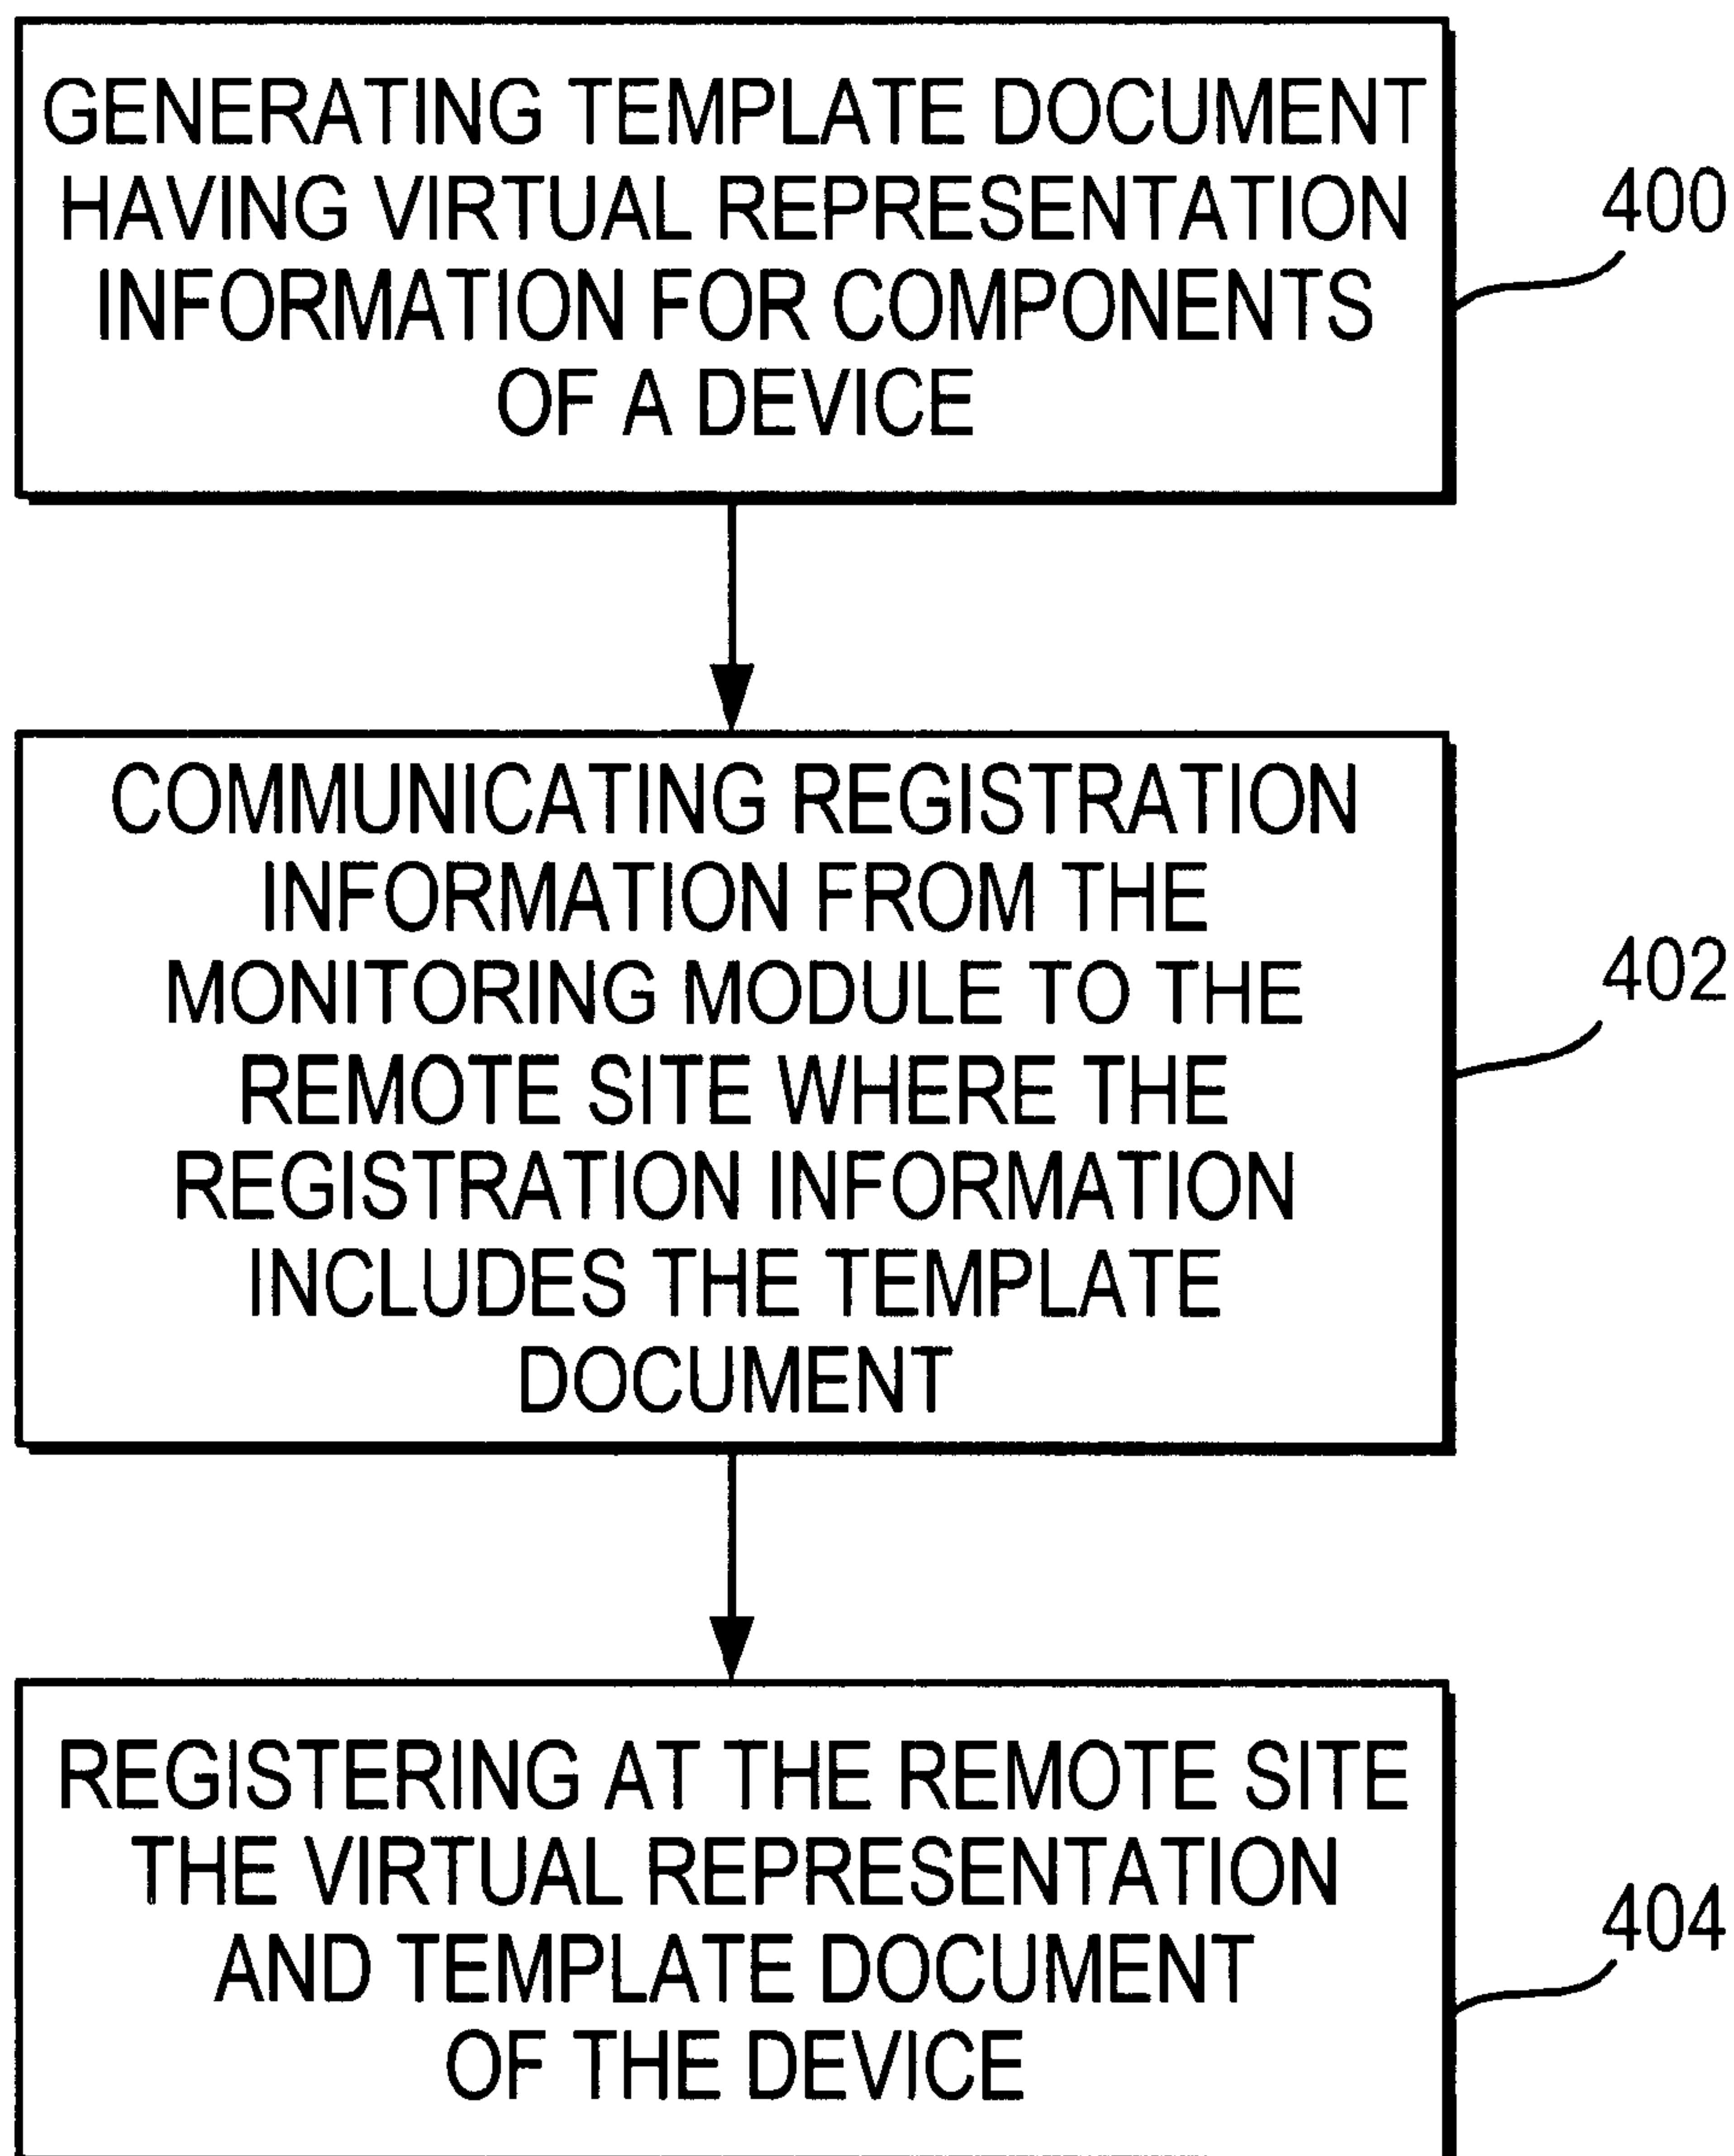 GENERATING TEMPLATE DOCUMENT
HAVING VIRTUAL REPRESENTATION
INFORMATION FOR COMPONENTS
OF A DEVICE
400
COMMUNICATING REGISTRATION
INFORMATION FROM THE
MONITORING MODULE TO THE
REMOTE SITE WHERE THE
REGISTRATION INFORMATION
INCLUDES THE TEMPLATE
DOCUMENT
402
REGISTERING AT THE REMOTE SITE
THE VIRTUAL REPRESENTATION
AND TEMPLATE DOCUMENT
OF THE DEVICE
404